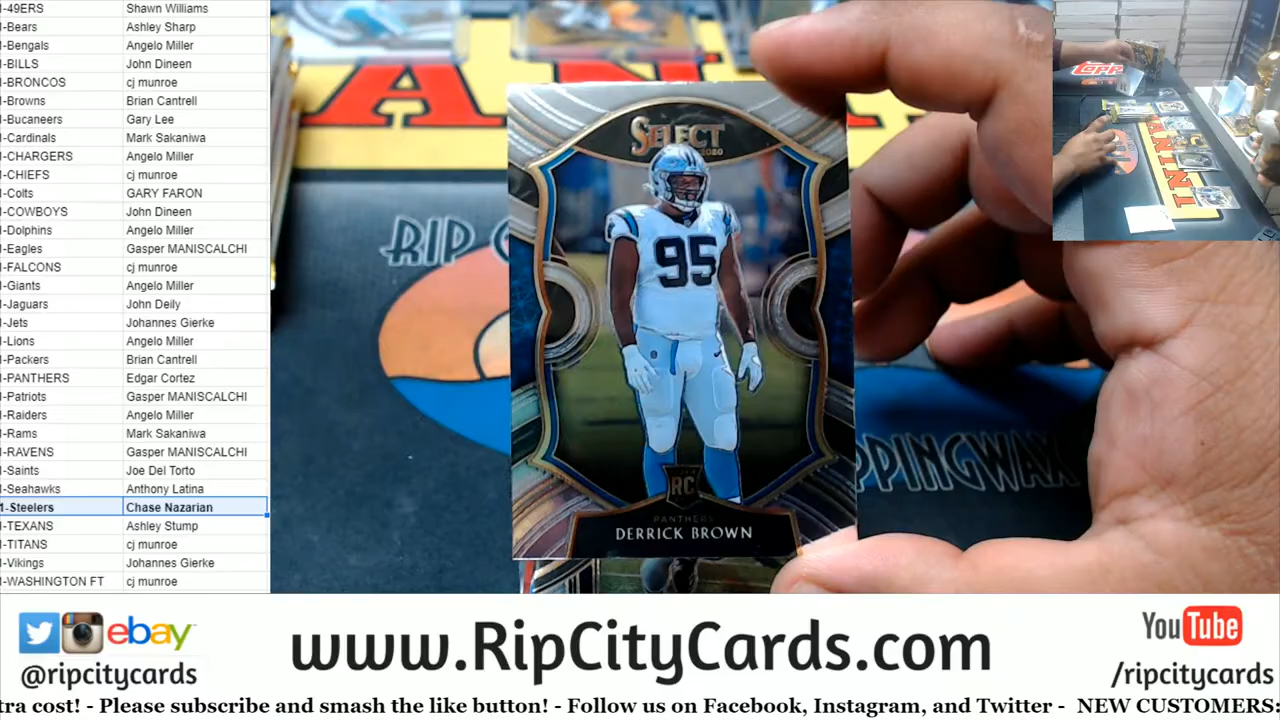 -49ERS Shawn Williams
-Bears Ashley Sharp
-Bengals Angelo Miller
-BILLS John Dineen
-BRONCOS cj munroe
-Browns Brian Cantrell
-Bucaneers Gary Lee
-Cardinals Mark Sakaniwa
-CHARGERS Angelo Miller
-CHIEFS cj munroe
-Colts GARY FARON
-COWBOYS John Dineen
-Dolphins Angelo Miller
-Eagles Gasper MANISCALCHI
-FALCONS cj munroe
-Giants Angelo Miller
-Jaguars John Deily
-Jets Johannes Gierke
-Lions Angelo Miller
-Packers Brian Cantrell
-PANTHERS Edgar Cortez
-Patriots Gasper MANISCALCHI
-Raiders Angelo Miller
-Rams Mark Sakaniwa
-RAVENS Gasper MANISCALCHI
-Saints Joe Del Torto
-Seahawks Anthony Latina
1-Steelers Chase Nazarian
-TEXANS Ashley Stump
-TITANS cj munroe
-Vikings Johannes Gierke
-WASHINGTON FT cj munroe
SELECT
2020
95
RC
PANTHERS
DERRICK BROWN
RIP
PPINGWAX
PANINI
ebay
@ripcitycards
www.RipCityCards.com
YouTube
/ripcitycards
tra cost! - Please subscribe and smash the like button! - Follow us on Facebook, Instagram, and Twitter - NEW CUSTOMERS: